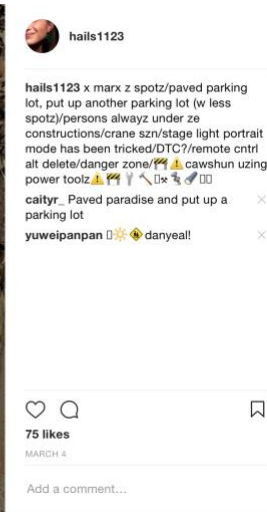 hails1123
hails1123 x marx z spotz/paved parking
lot, put up another parking lot (w less
spotz)/persons alwayz under ze
constructions/crane szn/stage light portrait
mode has been tricked/DTC?/remote cntrl
alt delete/danger zone/🚧⚠️cawshun uzing
power toolz⚠️🚧🔧🔨
caityr_ Paved paradise and put up a
parking lot
yuweipanpan 🔆🚸danyeal!
75 likes
MARCH 4
Add a comment...